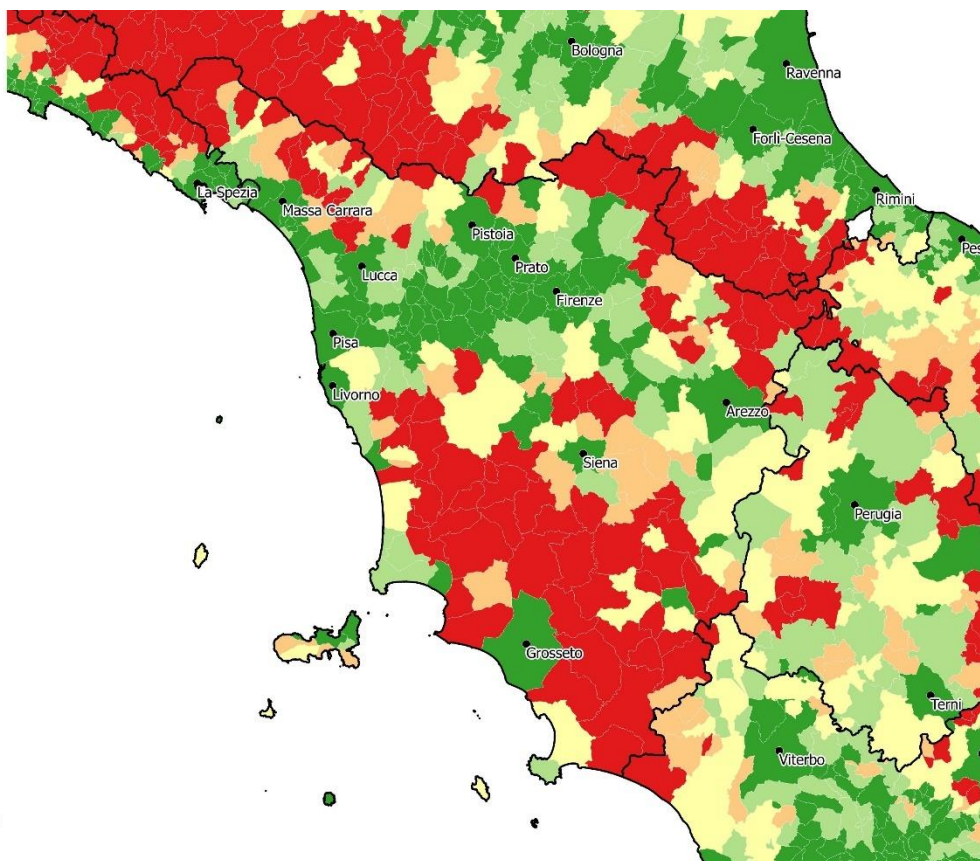 Bologna
Ravenna
Forlì-Cesena
La Spezia
Rimini
Massa Carrara
Pistoia
Pes
Lucca
Prato
Firenze
Pisa
Livorno
Arezzo
Siena
Perugia
Grosseto
Terni
Viterbo